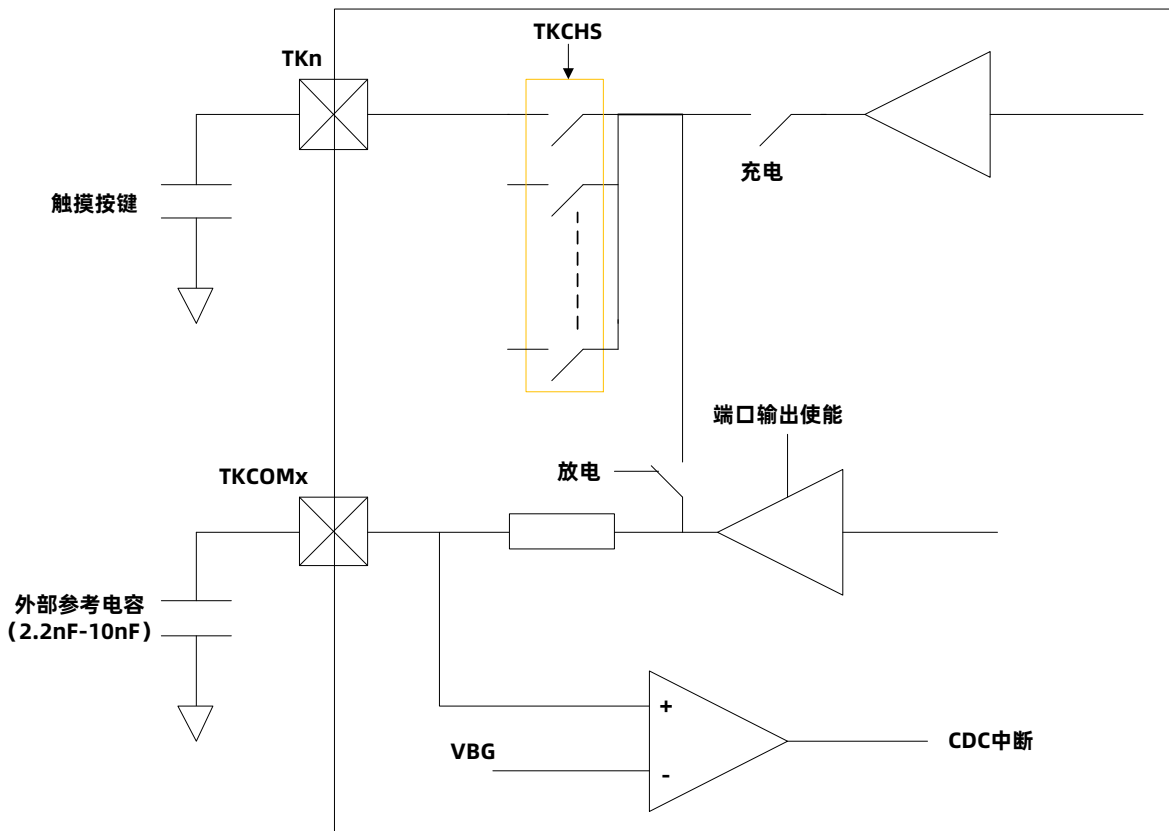 TKCHS
TKn
充电
触摸按键
端口输出使能
放电
TKCOMx
外部参考电容
（2.2nF-10nF）
+
VBG
-
CDC中断